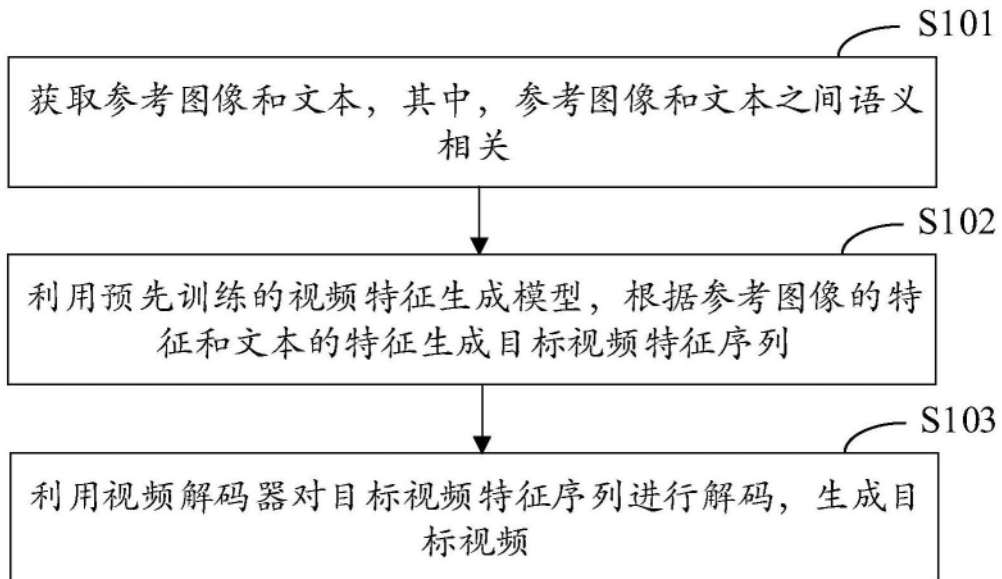 S101
获取参考图像和文本，其中，参考图像和文本之间语义
相关
S102
利用预先训练的视频特征生成模型，根据参考图像的特
征和文本的特征生成目标视频特征序列
S103
利用视频解码器对目标视频特征序列进行解码，生成目
标视频